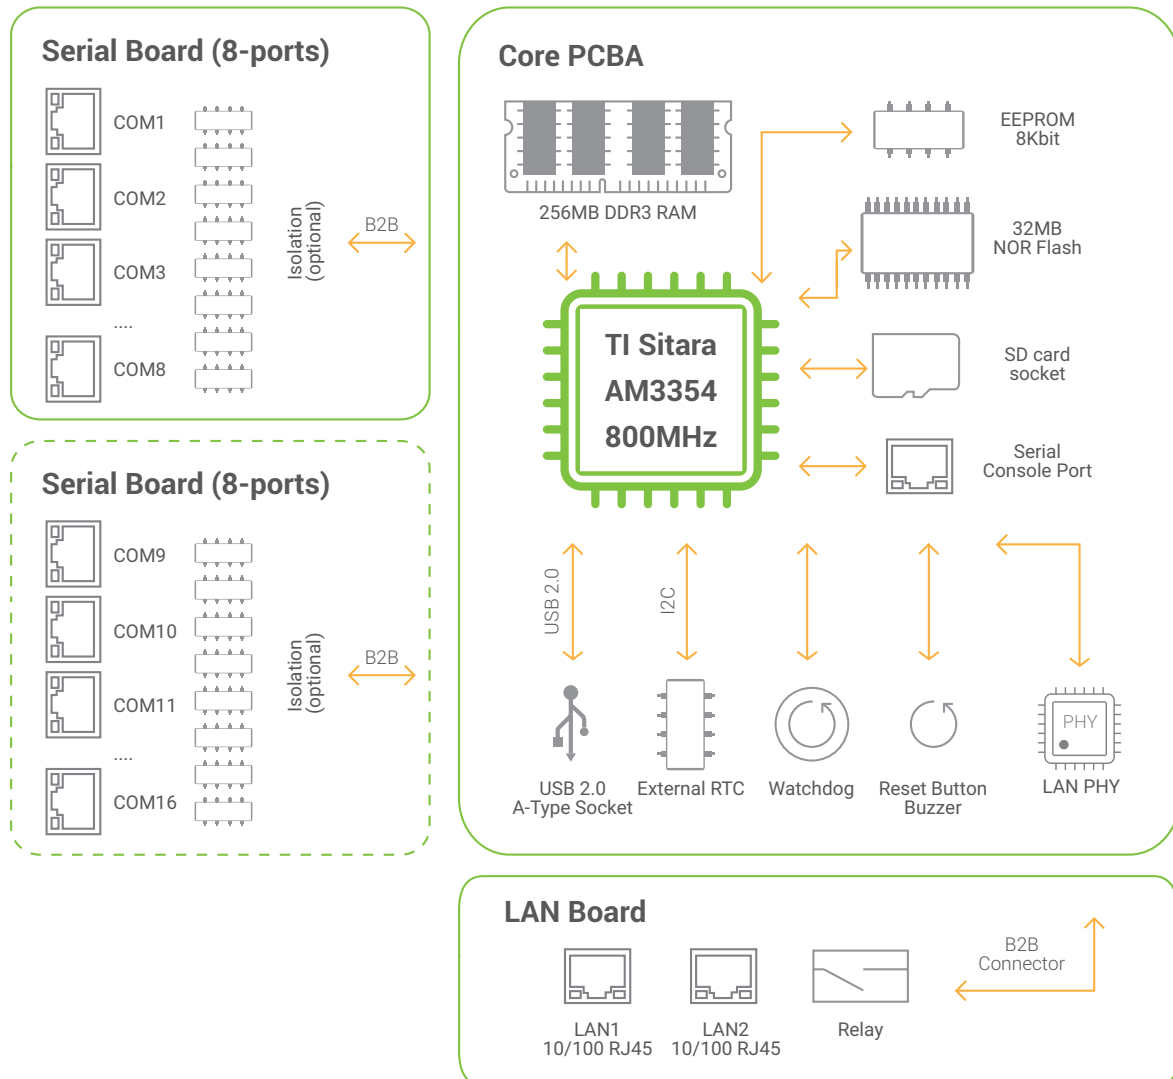 Serial Board (8-ports)
COM1
COM2
COM3
....
COM8
Isolation
(optional)
B2B
Serial Board (8-ports)
COM9
COM10
COM11
....
COM16
Isolation
(optional)
B2B
Core PCBA
256MB DDR3 RAM
EEPROM
8Kbit
32MB
NOR Flash
TI Sitara
AM3354
800MHz
SD card
socket
Serial
Console Port
USB 2.0
I2C
USB 2.0
A-Type Socket
External RTC
Watchdog
Reset Button
Buzzer
PHY
LAN PHY
LAN Board
LAN1
10/100 RJ45
LAN2
10/100 RJ45
Relay
B2B
Connector